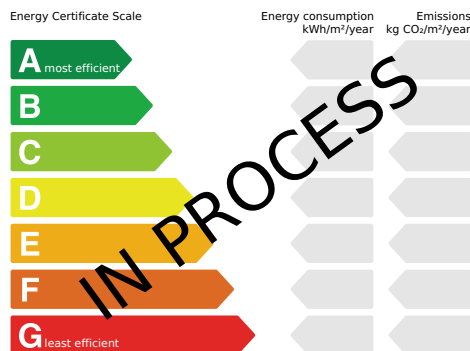 Energy Certificate Scale
Energy consumption
kWh/m²/year
Emissions
kg CO₂/m²/year
A most efficient
B
C
D
E
F
G least efficient
IN PROCESS